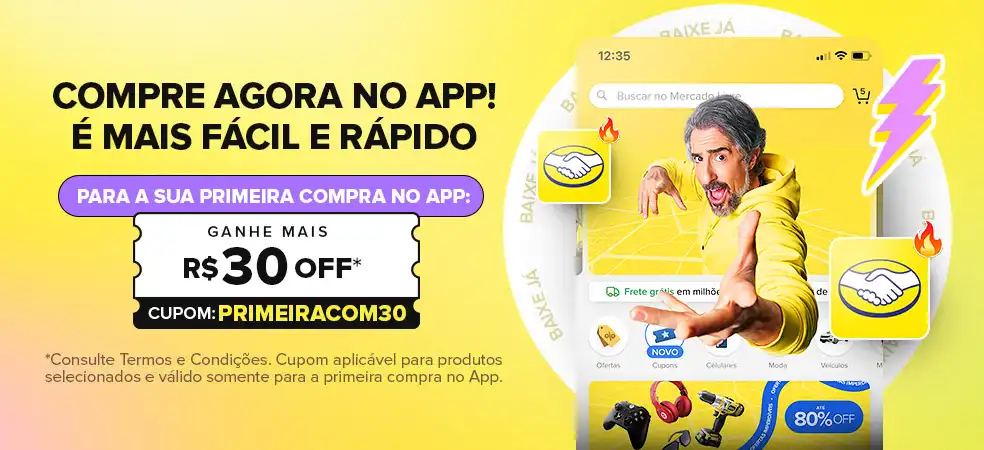 COMPRE AGORA NO APP!
É MAIS FÁCIL E RÁPIDO
PARA A SUA PRIMEIRA COMPRA NO APP:
GANHE MAIS
R$30 OFF*
CUPOM: PRIMEIRACOM30
*Consulte Termos e Condições. Cupom aplicável para produtos
selecionados e válido somente para a primeira compra no App.
BAIXE JÁ
BAIXE JÁ
BAIXE JÁ
12:35
Buscar no Mercado
5
Frete grátis em de
NOVO
Ofertas Cupons Celulares Moda Veículos M
ATÉ
80% OFF